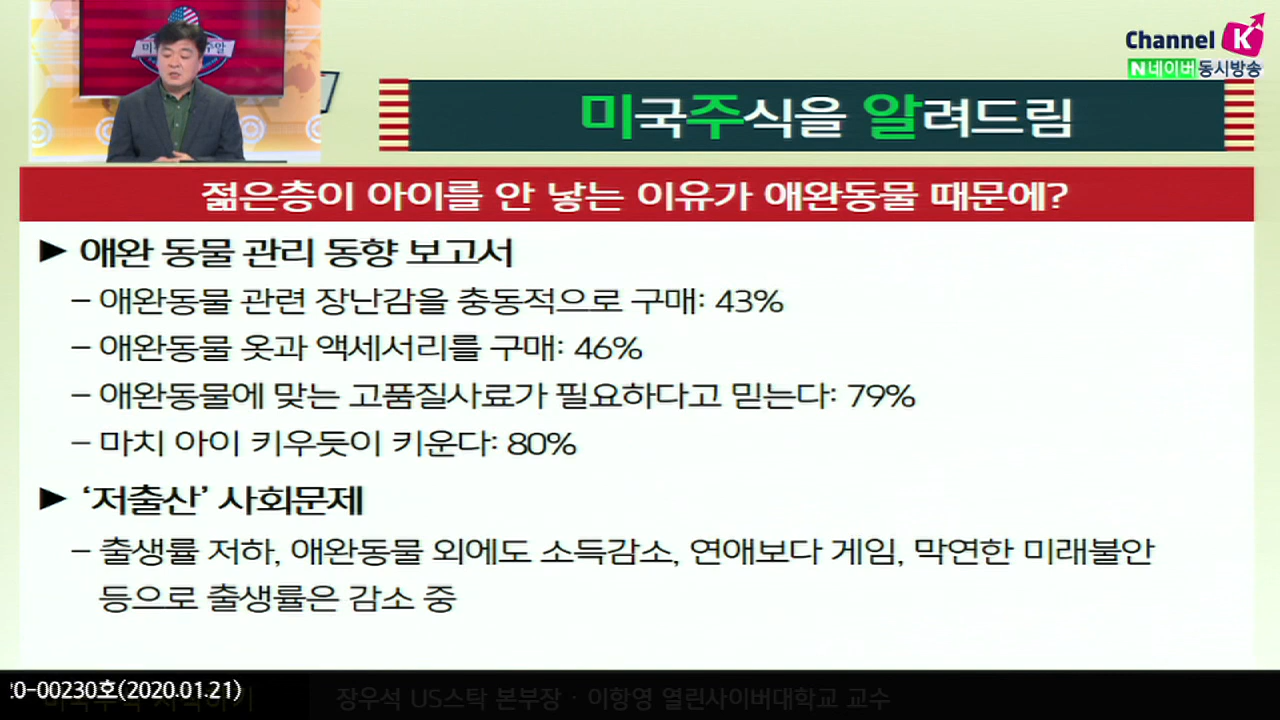 Channel K
N네이버 동시방송
미국주식을 알려드림
젊은층이 아이를 안 낳는 이유가 애완동물 때문에?
▶ 애완 동물 관리 동향 보고서
– 애완동물 관련 장난감을 충동적으로 구매: 43%
– 애완동물 옷과 액세서리를 구매: 46%
– 애완동물에 맞는 고품질사료가 필요하다고 믿는다: 79%
– 마치 아이 키우듯이 키운다: 80%
▶ ‘저출산’ 사회문제
– 출생률 저하, 애완동물 외에도 소득감소, 연애보다 게임, 막연한 미래불안
등으로 출생률은 감소 중
20-00230호(2020.01.21)
장우석 US스탁 본부장 · 이항영 열린사이버대학교 교수